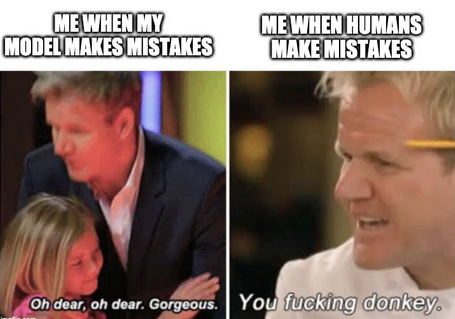 ME WHEN MY
MODEL MAKES MISTAKES
ME WHEN HUMANS
MAKE MISTAKES
Oh dear, oh dear. Gorgeous.
You fucking donkey.